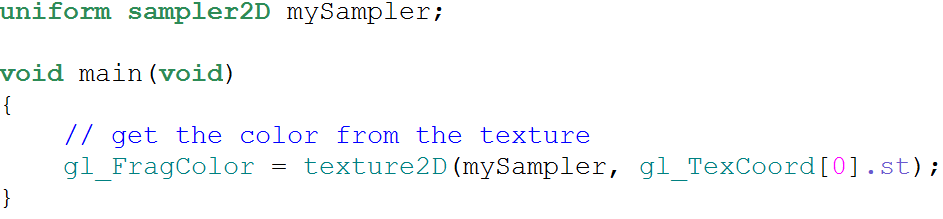 uniform sampler2D mySampler;

void main(void)
{
    // get the color from the texture
    gl_FragColor = texture2D(mySampler, gl_TexCoord[0].st);
}